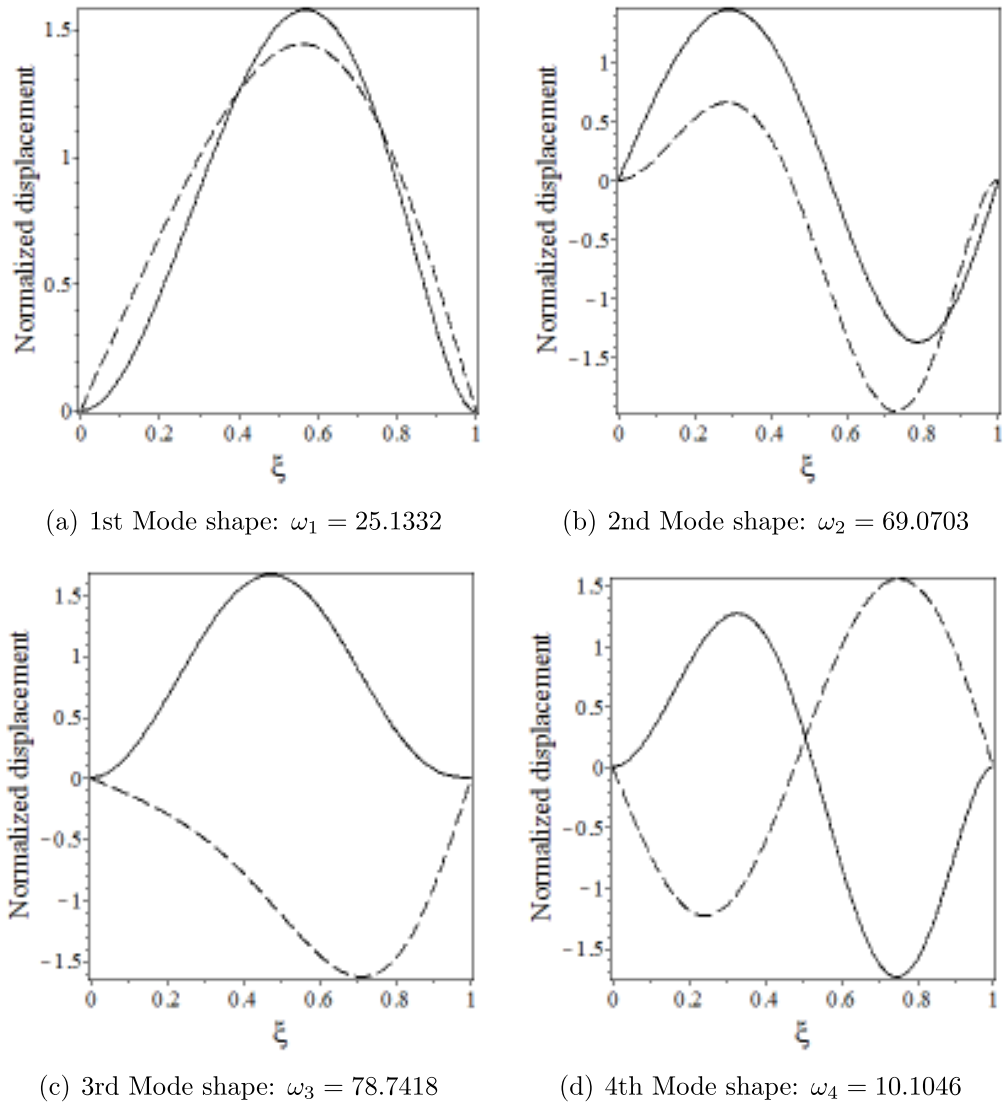 1.5
1
0.5
0
Normalized displacement
0 0.2 0.4 0.6 0.8 1
ξ
(a) 1st Mode shape: ω₁ = 25.1332
1
0.5
0
−0.5
−1
−1.5
Normalized displacement
0 0.2 0.4 0.6 0.8 1
ξ
(b) 2nd Mode shape: ω₂ = 69.0703
1.5
1
0.5
0
−0.5
−1
−1.5
Normalized displacement
0 0.2 0.4 0.6 0.8 1
ξ
(c) 3rd Mode shape: ω₃ = 78.7418
1.5
1
0.5
0
−0.5
−1
−1.5
Normalized displacement
0 0.2 0.4 0.6 0.8 1
ξ
(d) 4th Mode shape: ω₄ = 10.1046